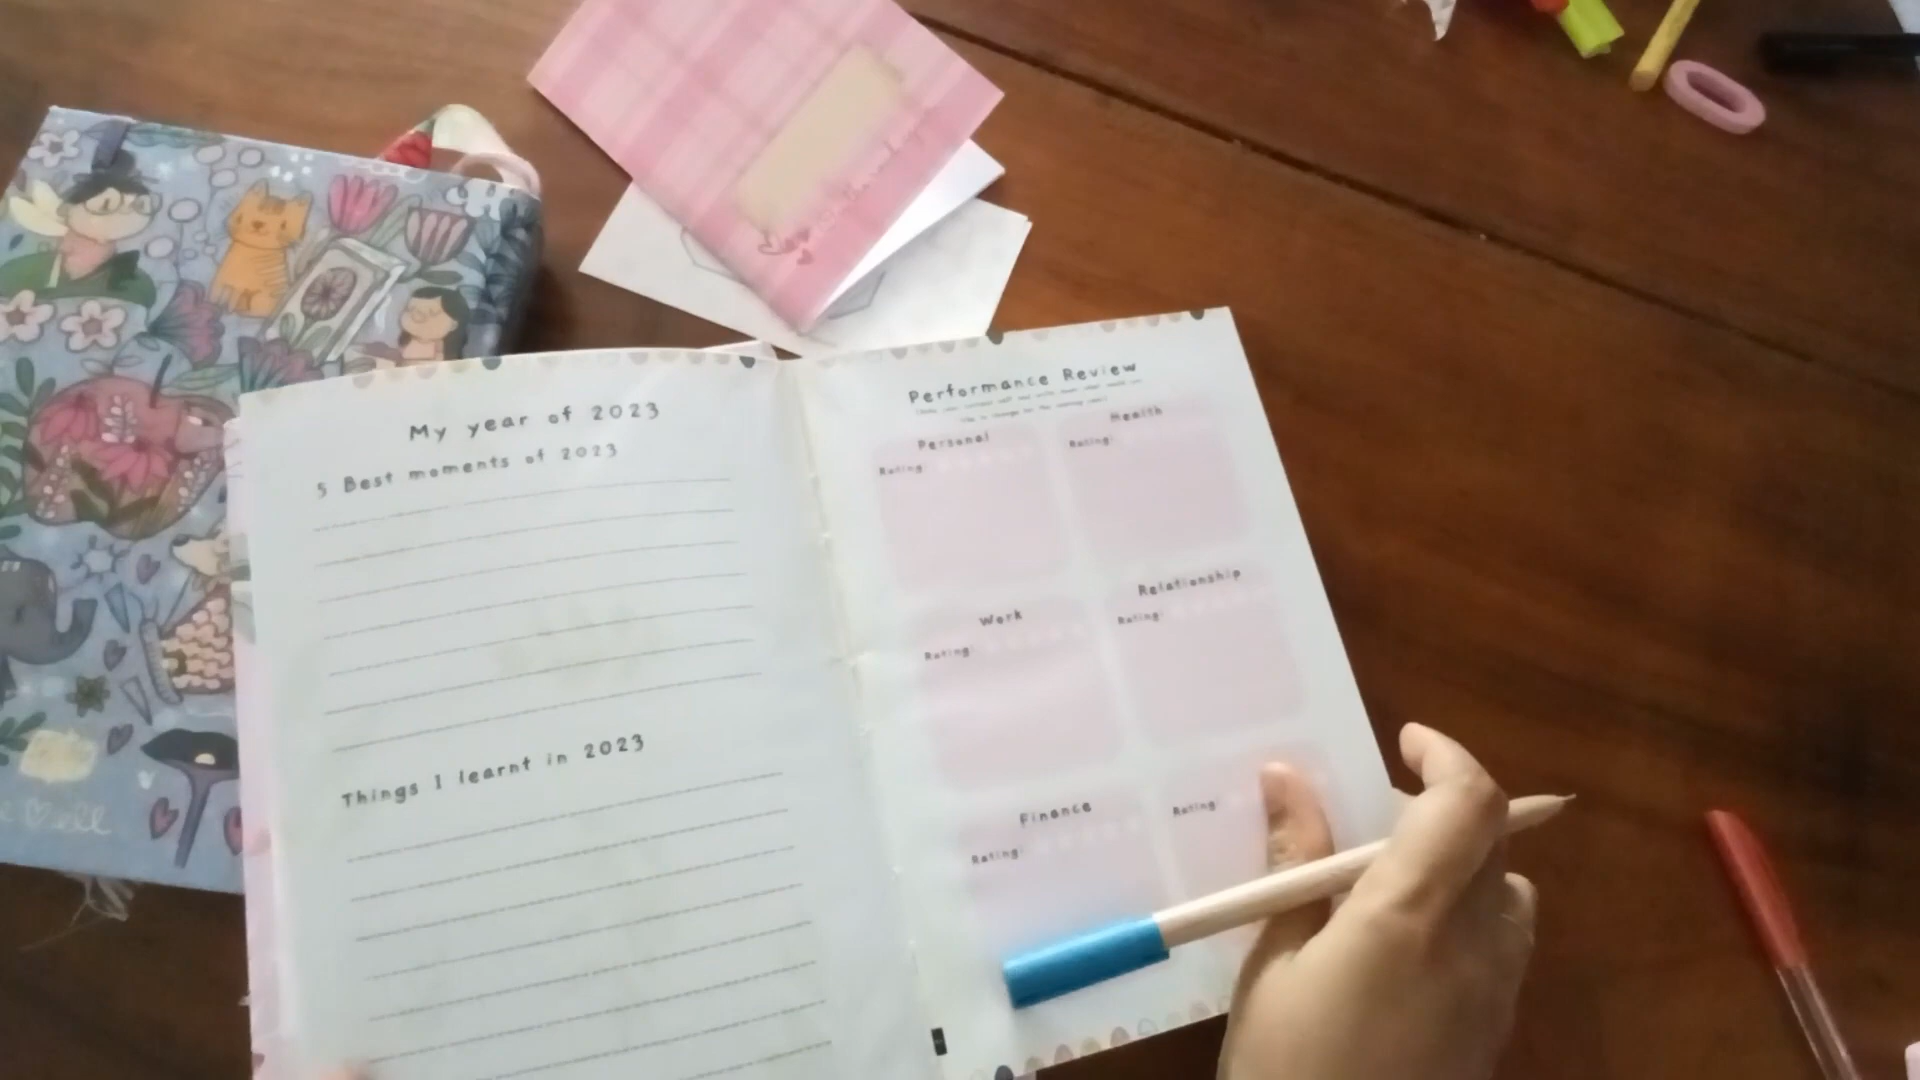 My year of 2023
5 Best moments of 2023
Things I learnt in 2023
Performance Review
Personal
Rating:
Health
Rating:
Work
Rating:
Relationship
Rating:
Finance
Rating:
Rating: